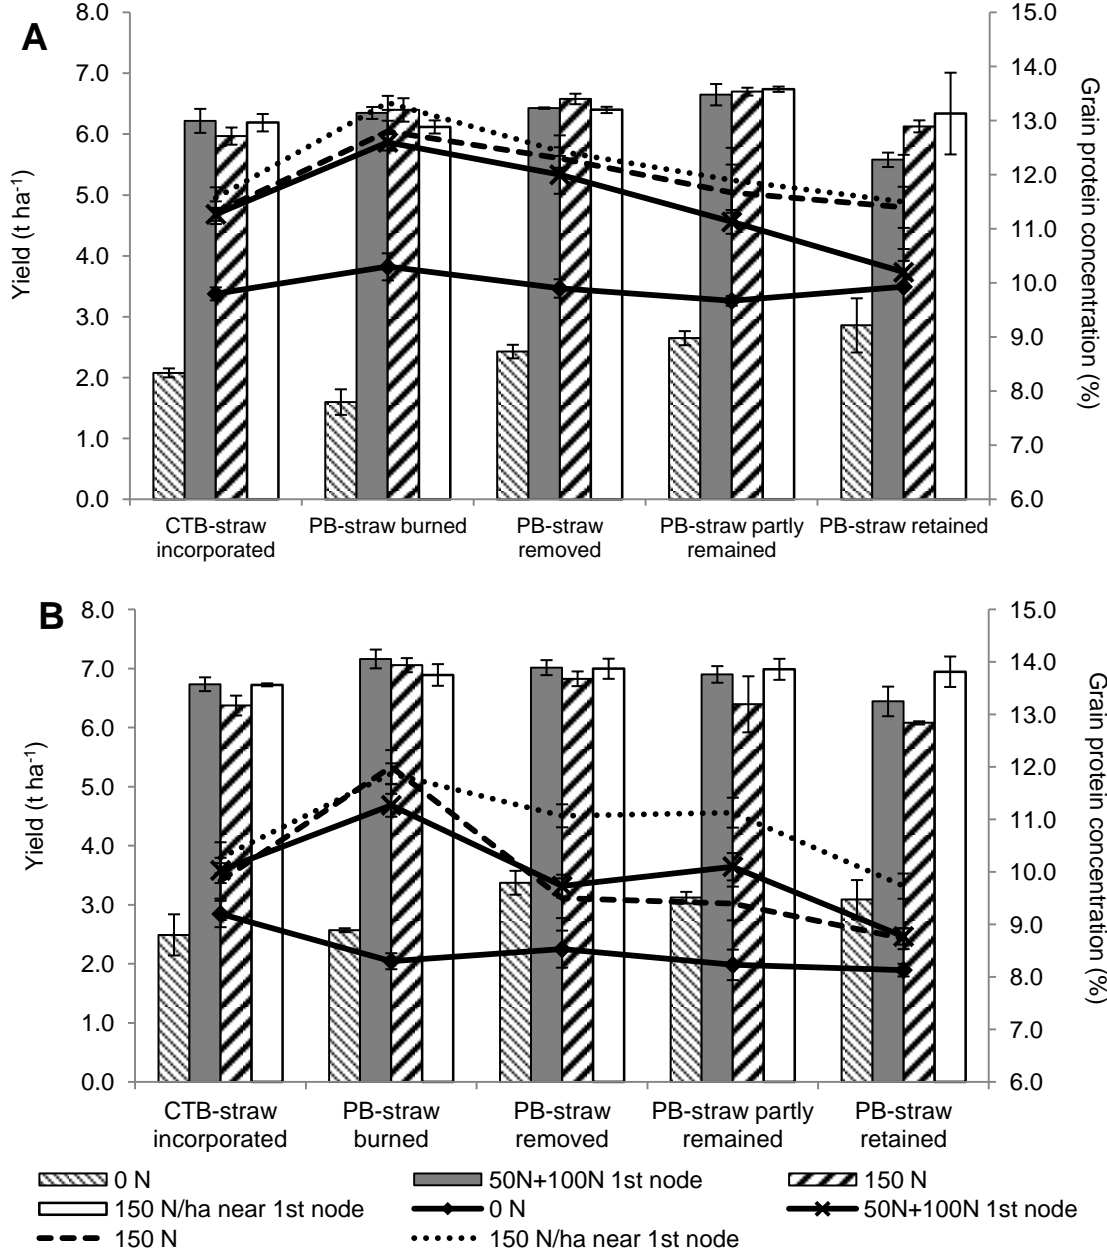 A
8.0
7.0
6.0
5.0
4.0
3.0
2.0
1.0
0.0
Yield (t ha-1)
15.0
14.0
13.0
12.0
11.0
10.0
9.0
8.0
7.0
6.0
Grain protein concentration (%)
CTB-straw incorporated
PB-straw burned
PB-straw removed
PB-straw partly remained
PB-straw retained
B
8.0
7.0
6.0
5.0
4.0
3.0
2.0
1.0
0.0
Yield (t ha-1)
15.0
14.0
13.0
12.0
11.0
10.0
9.0
8.0
7.0
6.0
Grain protein concentration (%)
CTB-straw incorporated
PB-straw burned
PB-straw removed
PB-straw partly remained
PB-straw retained
0 N
50N+100N 1st node
150 N
150 N/ha near 1st node
0 N
50N+100N 1st node
150 N
150 N/ha near 1st node